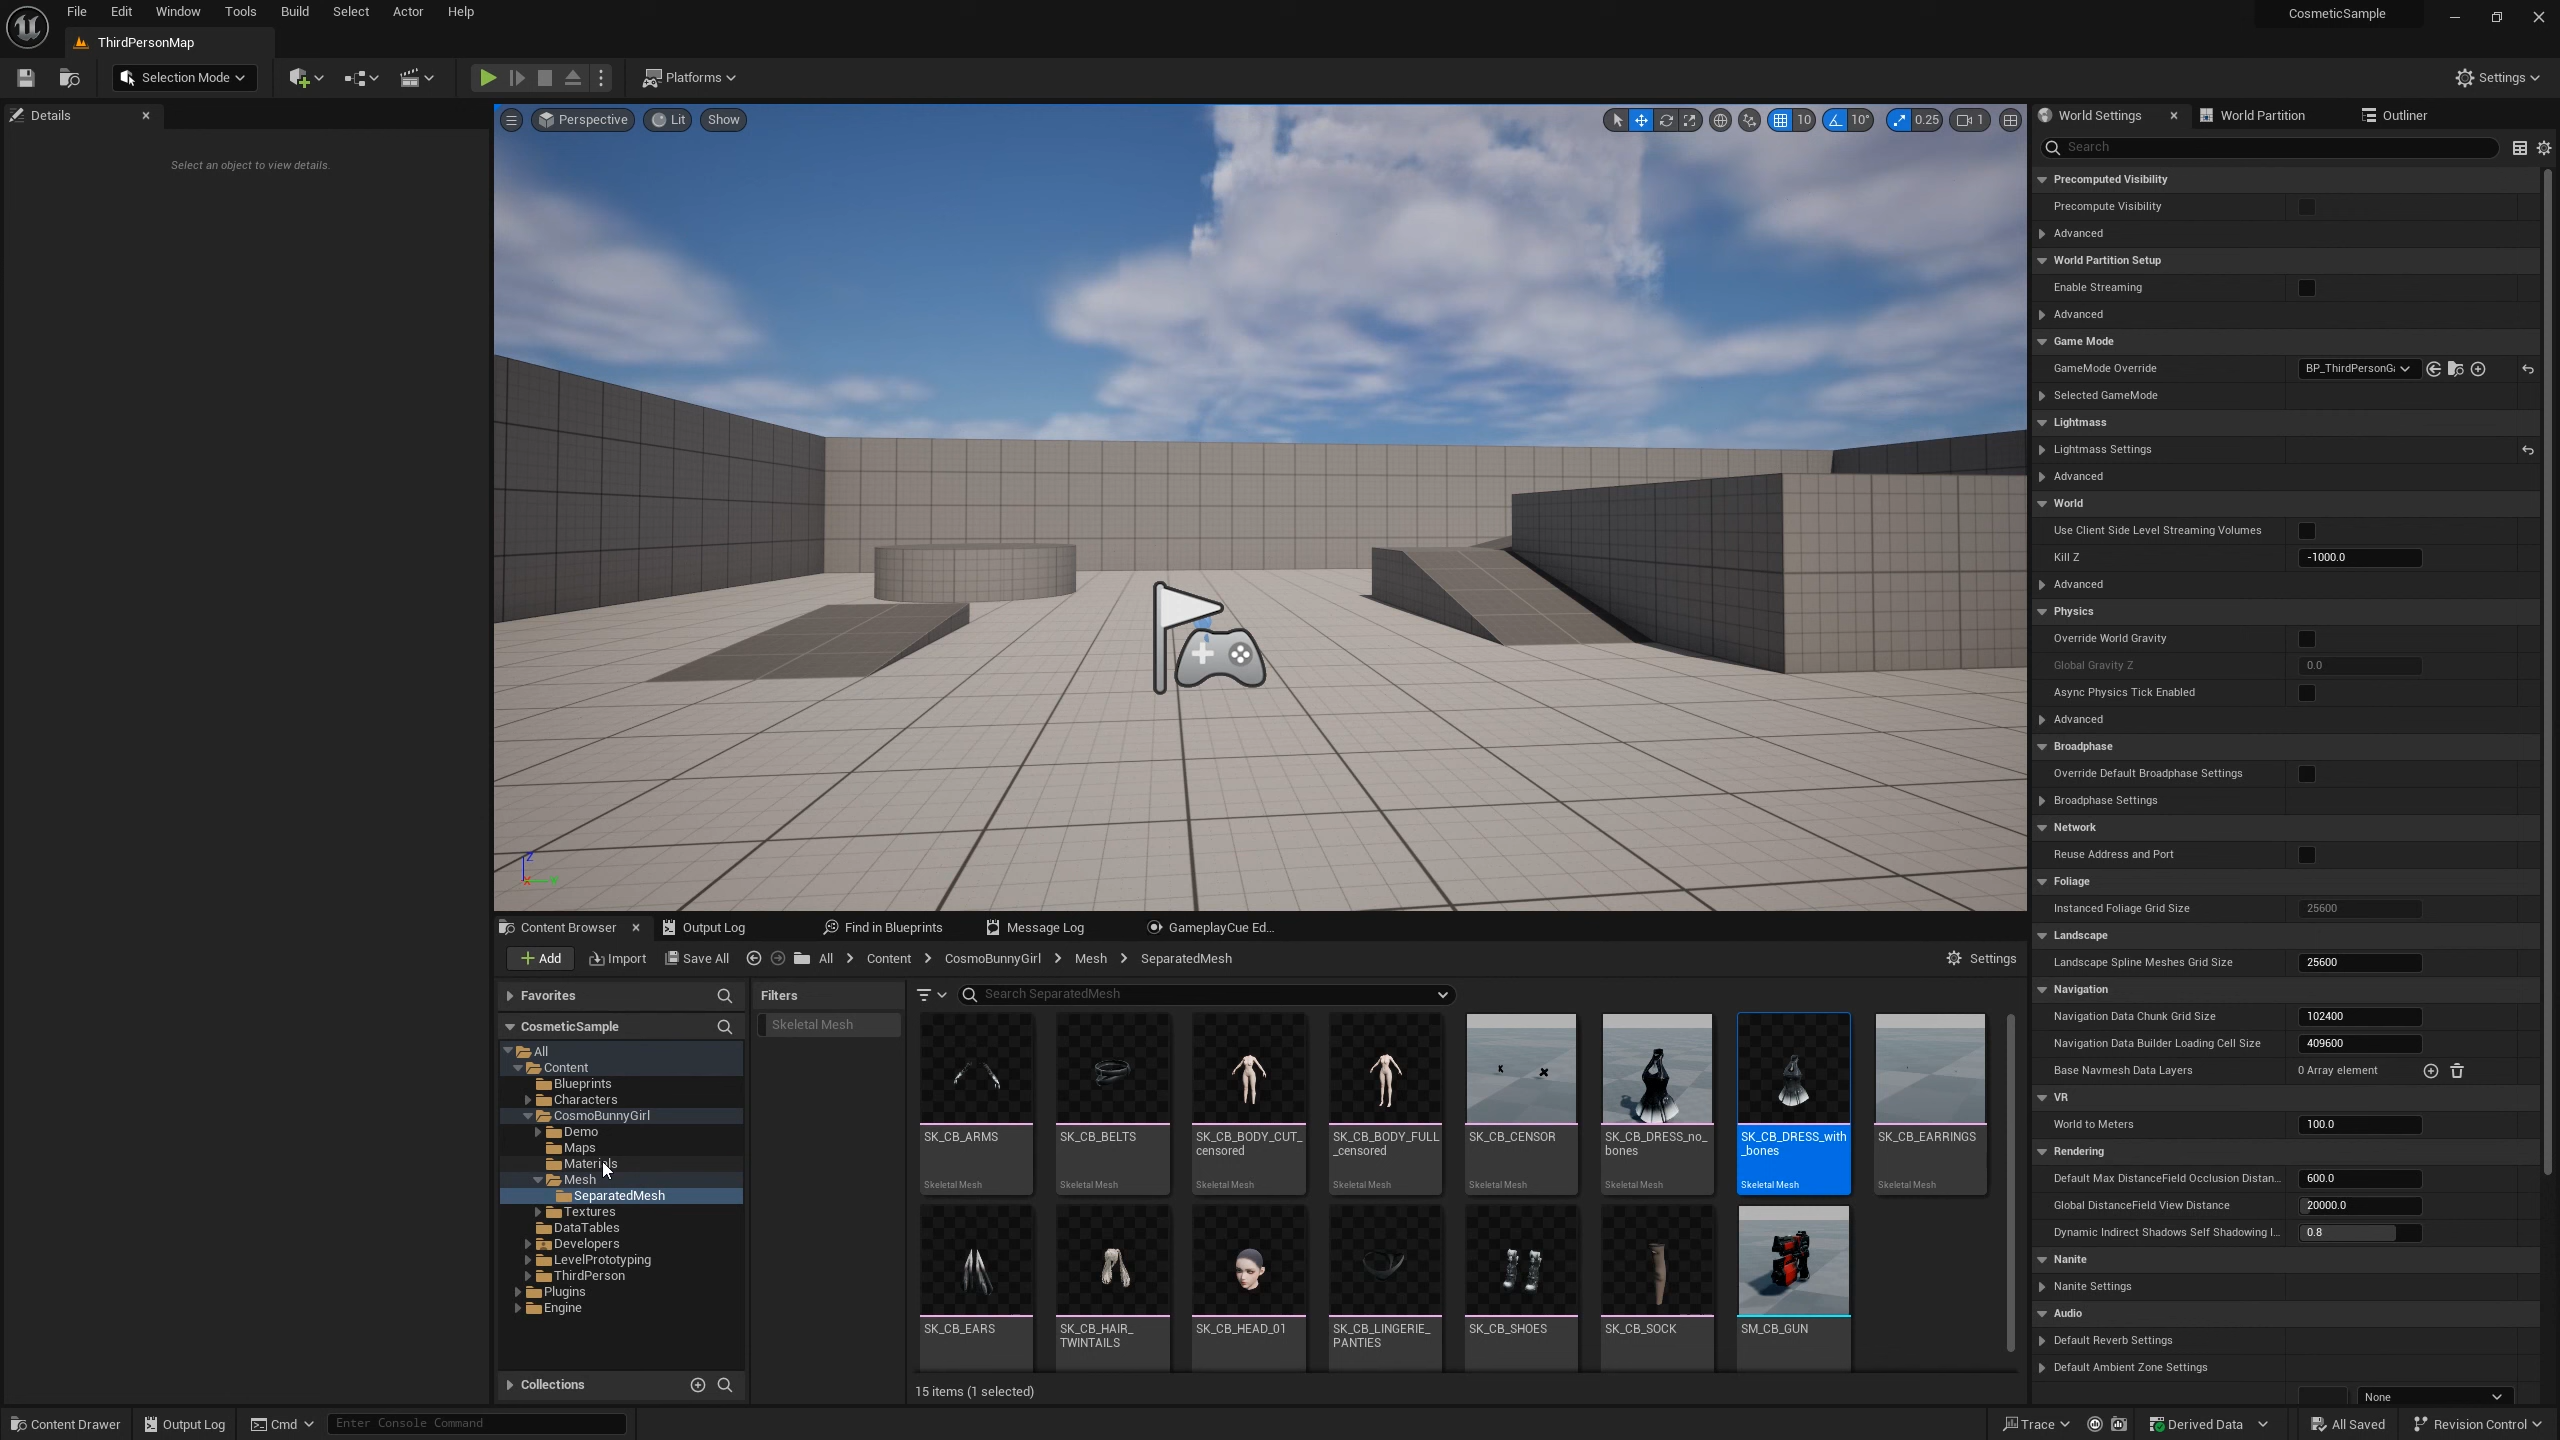 File Edit Window Tools Build Select Actor Help
CosmeticSample
ThirdPersonMap
Selection Mode
Platforms
Settings
Details
Select an object to view details.
Perspective Lit Show
10 10° 0.25 1
World Settings World Partition Outliner
Search
Precomputed Visibility
Precompute Visibility
Advanced
World Partition Setup
Enable Streaming
Advanced
Game Mode
GameMode Override BP_ThirdPersonGa
Selected GameMode
Lightmass
Lightmass Settings
Advanced
World
Use Client Side Level Streaming Volumes
Kill Z -1000.0
Advanced
Physics
Override World Gravity
Global Gravity Z 0.0
Async Physics Tick Enabled
Advanced
Broadphase
Override Default Broadphase Settings
Broadphase Settings
Network
Reuse Address and Port
Foliage
Instanced Foliage Grid Size 25600
Landscape
Landscape Spline Meshes Grid Size 25600
Navigation
Navigation Data Chunk Grid Size 102400
Navigation Data Builder Loading Cell Size 409600
Base Navmesh Data Layers 0 Array element
VR
World to Meters 100.0
Rendering
Default Max DistanceField Occlusion Distan... 600.0
Global DistanceField View Distance 20000.0
Dynamic Indirect Shadows Self Shadowing I... 0.8
Nanite
Nanite Settings
Audio
Default Reverb Settings
Default Ambient Zone Settings
None
Z
Content Browser Output Log Find in Blueprints Message Log GameplayCue Ed...
Add Import Save All All Content CosmoBunnyGirl Mesh SeparatedMesh Settings
Favorites
CosmeticSample
All
Content
Blueprints
Characters
CosmoBunnyGirl
Demo
Maps
Materials
Mesh
SeparatedMesh
Textures
DataTables
Developers
LevelPrototyping
ThirdPerson
Plugins
Engine
Collections
Filters
Skeletal Mesh
Search SeparatedMesh
SK_CB_ARMS
Skeletal Mesh
SK_CB_BELTS
Skeletal Mesh
SK_CB_BODY_CUT_
censored
Skeletal Mesh
SK_CB_BODY_FULL
_censored
Skeletal Mesh
SK_CB_CENSOR
Skeletal Mesh
SK_CB_DRESS_no_
bones
Skeletal Mesh
SK_CB_DRESS_with
_bones
Skeletal Mesh
SK_CB_EARRINGS
Skeletal Mesh
SK_CB_EARS
SK_CB_HAIR_
TWINTAILS
SK_CB_HEAD_01
SK_CB_LINGERIE_
PANTIES
SK_CB_SHOES
SK_CB_SOCK
SM_CB_GUN
15 items (1 selected)
Content Drawer Output Log Cmd Enter Console Command
Trace Derived Data All Saved Revision Control